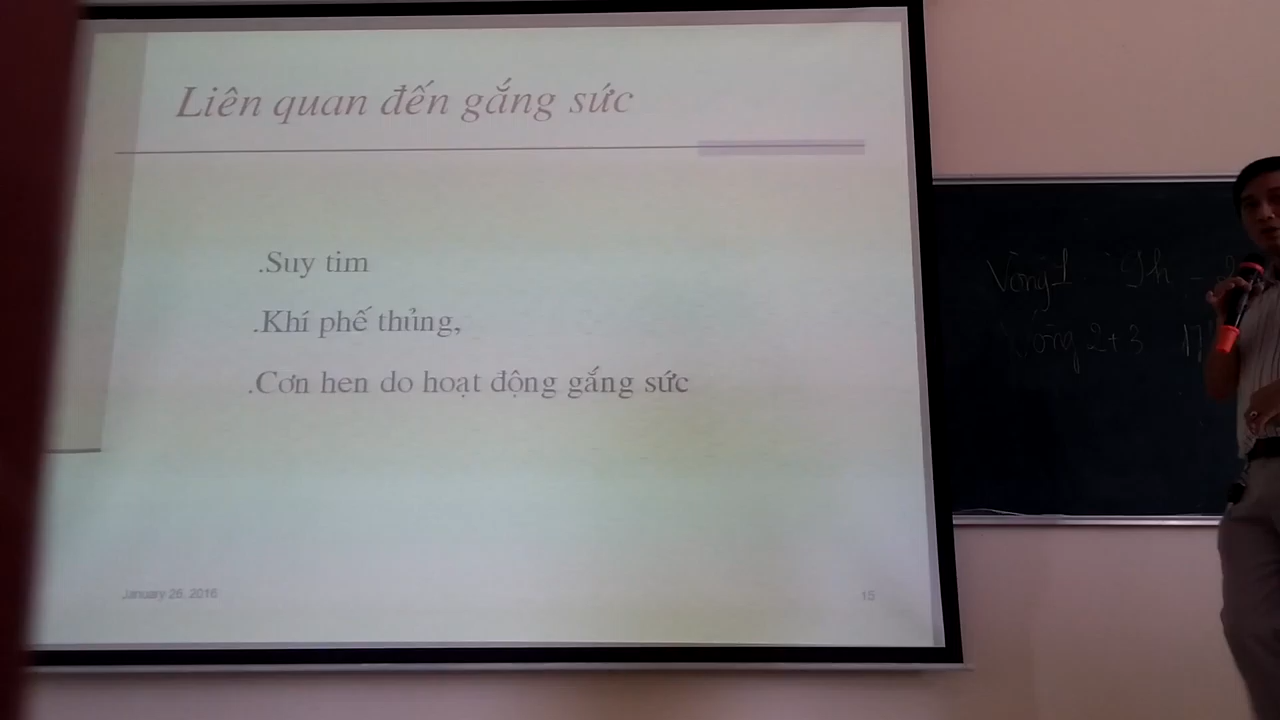 Liên quan đến gắng sức
.Suy tim
.Khí phế thủng,
.Cơn hen do hoạt động gắng sức
January 26, 2016
15
Vòng 1 9h -
Vòng 2+3